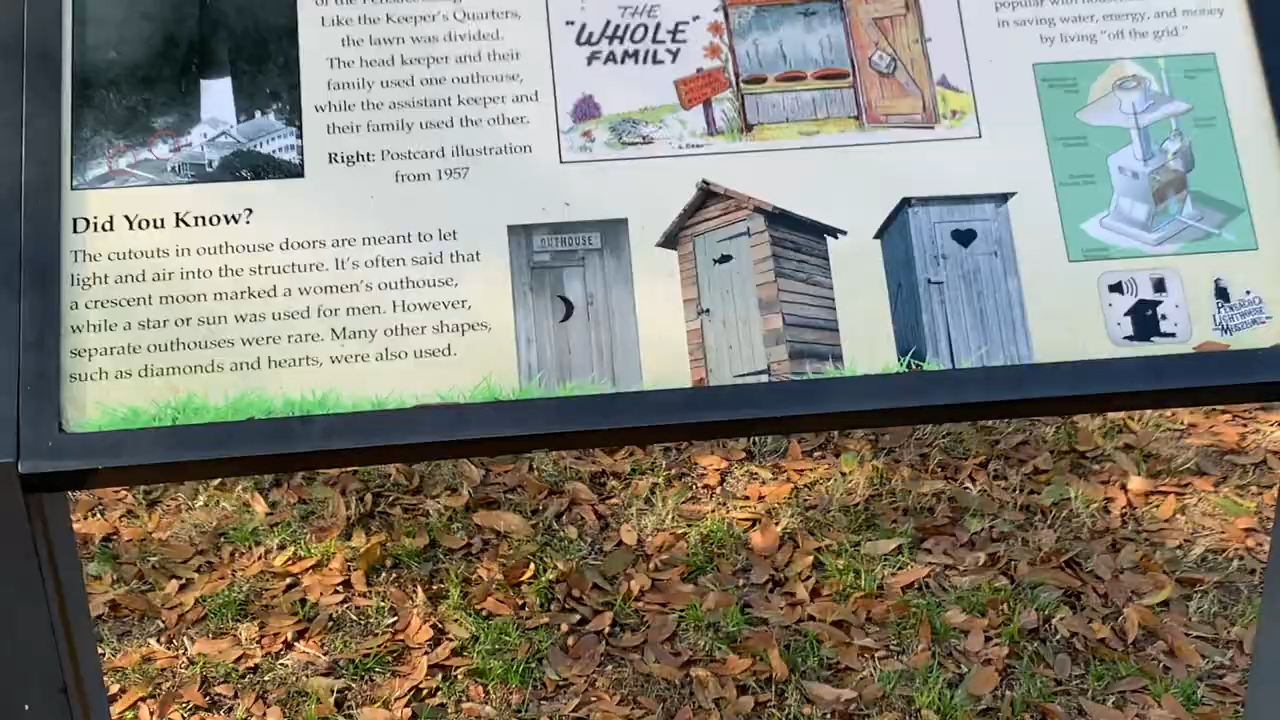 of the Pensacola
Like the Keeper's Quarters,
the lawn was divided.
The head keeper and their
family used one outhouse,
while the assistant keeper and
their family used the other.
Right: Postcard illustration
from 1957
THE
"WHOLE"
FAMILY
in saving water, energy, and money
by living "off the grid."
Did You Know?
The cutouts in outhouse doors are meant to let
light and air into the structure. It's often said that
a crescent moon marked a women's outhouse,
while a star or sun was used for men. However,
separate outhouses were rare. Many other shapes,
such as diamonds and hearts, were also used.
OUTHOUSE
PENSACOLA
LIGHTHOUSE
MUSEUM